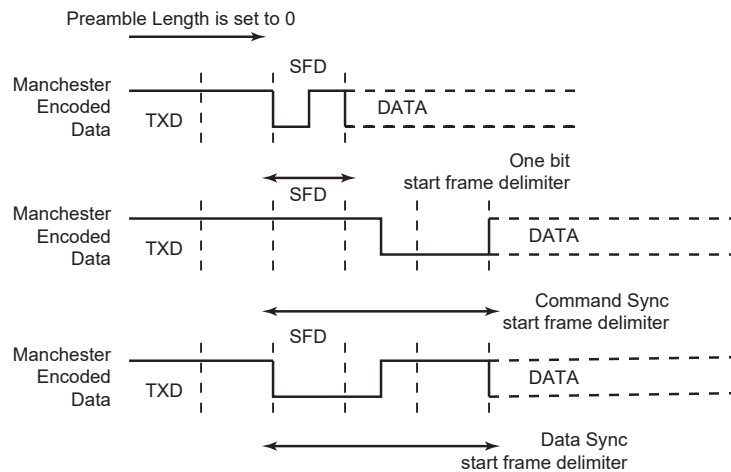 Preamble Length is set to 0
SFD
Manchester
Encoded
Data
TXD
DATA
One bit
start frame delimiter
SFD
Manchester
Encoded
Data
TXD
DATA
Command Sync
start frame delimiter
SFD
Manchester
Encoded
Data
TXD
DATA
Data Sync
start frame delimiter